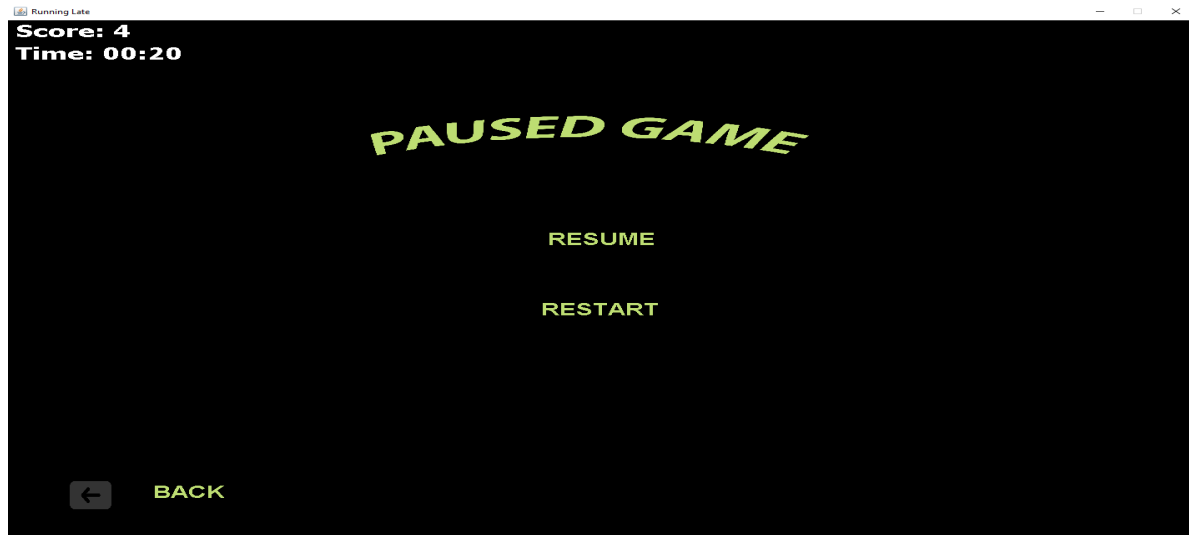 Running Late
Score: 4
Time: 00:20
PAUSED GAME
RESUME
RESTART
BACK